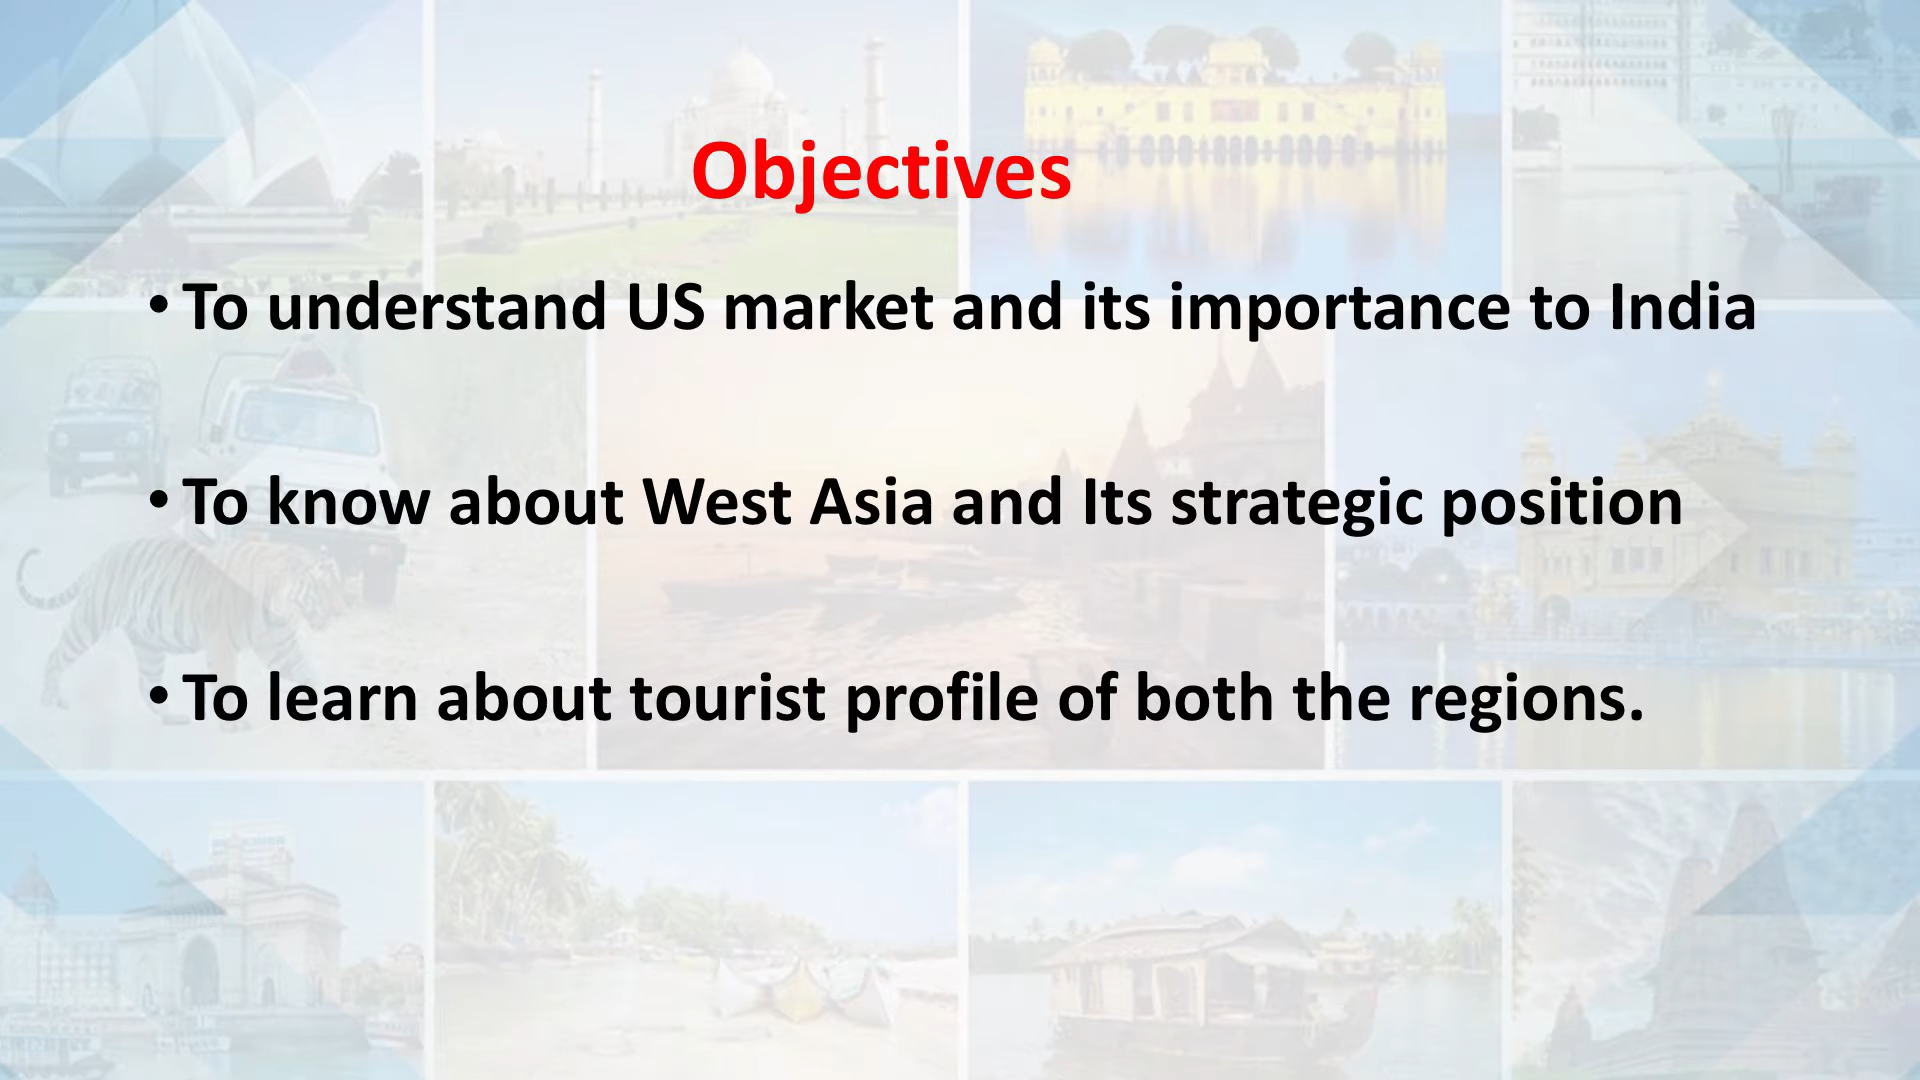 Objectives
• To understand US market and its importance to India
• To know about West Asia and Its strategic position
• To learn about tourist profile of both the regions.